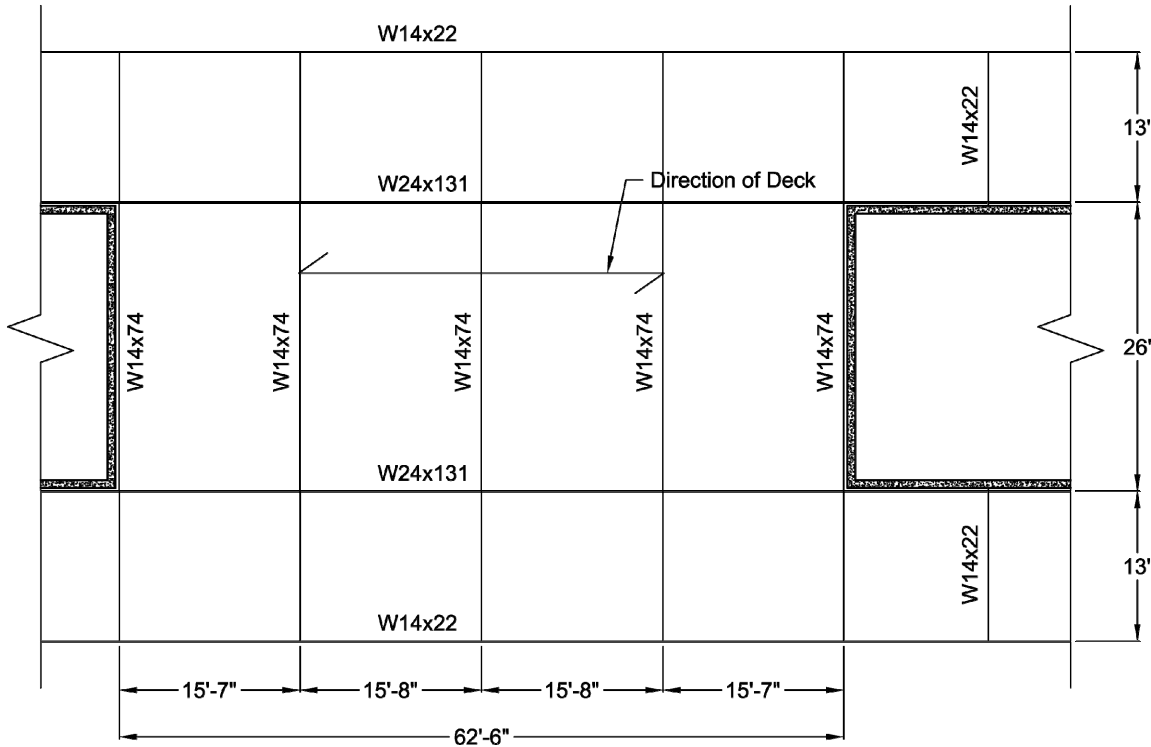 W14x22
W14x22
13'
W24x131
Direction of Deck
W14x74
W14x74
W14x74
W14x74
W14x74
26'
W24x131
W14x22
13'
W14x22
15'-7"
15'-8"
15'-8"
15'-7"
62'-6"